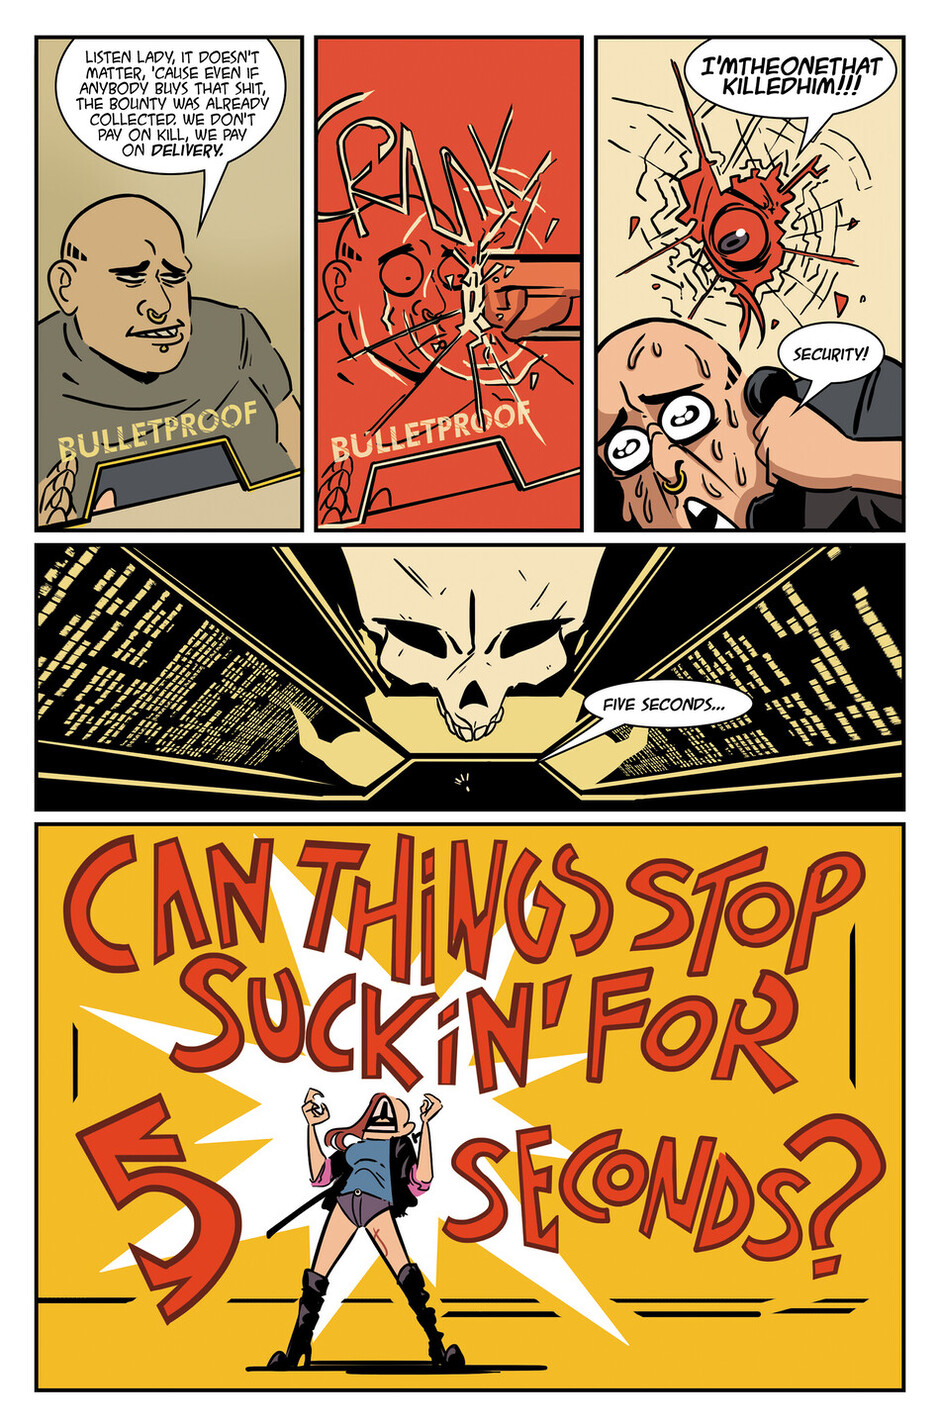 LISTEN LADY, IT DOESN'T
MATTER, 'CAUSE EVEN IF
ANYBODY BUYS THAT SHIT,
THE BOUNTY WAS ALREADY
COLLECTED. WE DON'T
PAY ON KILL, WE PAY
ON DELIVERY.
BULLETPROOF
CRANK
BULLETPROOF
I'MTHEONETHAT
KILLEDHIM!!!
SECURITY!
FIVE SECONDS...
CAN THINGS STOP
SUCKIN' FOR
5 SECONDS?